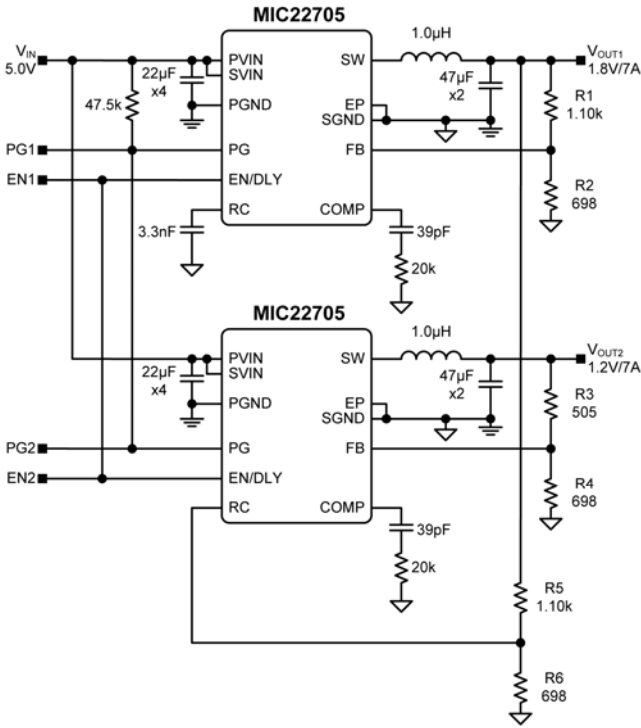 MIC22705
VIN
5.0V
22µF
x4
47.5k
PVIN
SVIN
PGND
SW
1.0µH
47µF
x2
VOUT1
1.8V/7A
EP
SGND
R1
1.10k
PG1
PG
FB
EN1
EN/DLY
R2
698
RC
COMP
3.3nF
39pF
20k
MIC22705
22µF
x4
PVIN
SVIN
PGND
SW
1.0µH
47µF
x2
VOUT2
1.2V/7A
EP
SGND
R3
505
PG2
PG
FB
EN2
EN/DLY
R4
698
RC
COMP
39pF
20k
R5
1.10k
R6
698